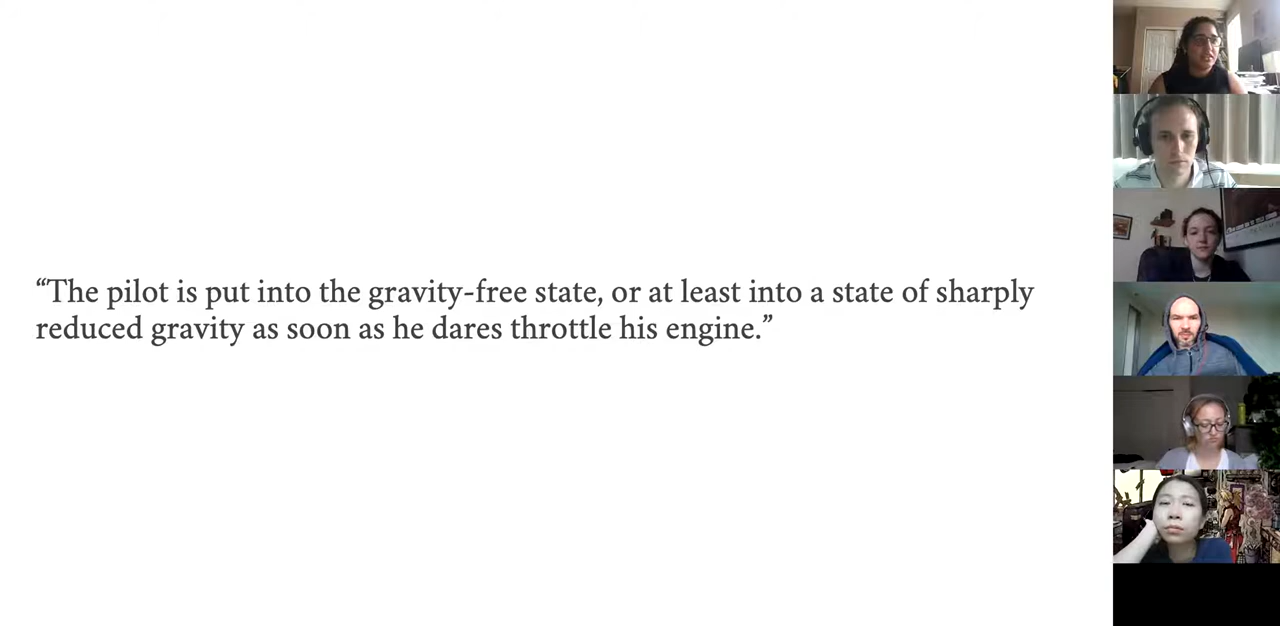 “The pilot is put into the gravity-free state, or at least into a state of sharply
reduced gravity as soon as he dares throttle his engine.”